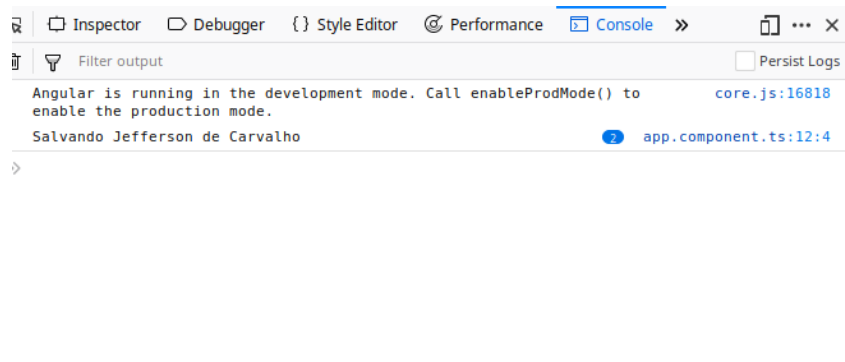 Inspector Debugger {} Style Editor Performance Console »
Filter output Persist Logs
Angular is running in the development mode. Call enableProdMode() to core.js:16818
enable the production mode.
Salvando Jefferson de Carvalho 2 app.component.ts:12:4